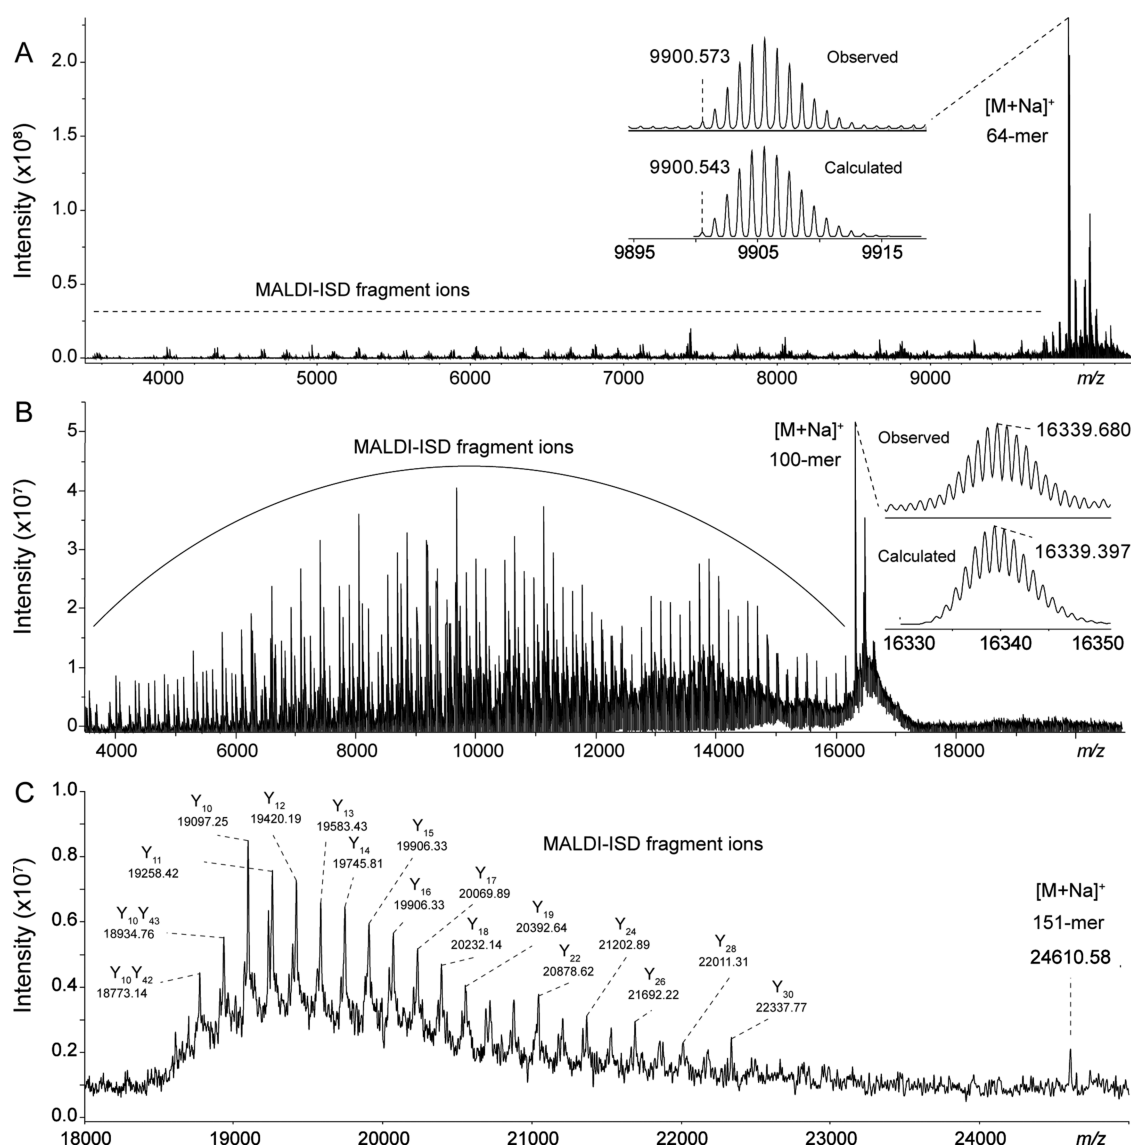 A
Intensity (x10⁸)
2.0
1.5
1.0
0.5
0.0
9900.573
Observed
9900.543
Calculated
9895
9905
9915
[M+Na]⁺
64-mer
MALDI-ISD fragment ions
4000
5000
6000
7000
8000
9000
m/z
B
Intensity (x10⁷)
5
4
3
2
1
0
MALDI-ISD fragment ions
[M+Na]⁺
100-mer
Observed
16339.680
Calculated
16339.397
16330
16340
16350
4000
6000
8000
10000
12000
14000
16000
18000
m/z
C
Intensity (x10⁷)
1.0
0.8
0.6
0.4
0.2
0.0
Y₁₀Y₄₂
18773.14
Y₁₀Y₄₃
18934.76
Y₁₁
19258.42
Y₁₀
19097.25
Y₁₂
19420.19
Y₁₃
19583.43
Y₁₄
19745.81
Y₁₅
19906.33
Y₁₆
19906.33
Y₁₇
20069.89
Y₁₈
20232.14
Y₁₉
20392.64
Y₂₂
20878.62
Y₂₄
21202.89
Y₂₆
21692.22
Y₂₈
22011.31
Y₃₀
22337.77
MALDI-ISD fragment ions
[M+Na]⁺
151-mer
24610.58
18000
19000
20000
21000
22000
23000
24000
m/z